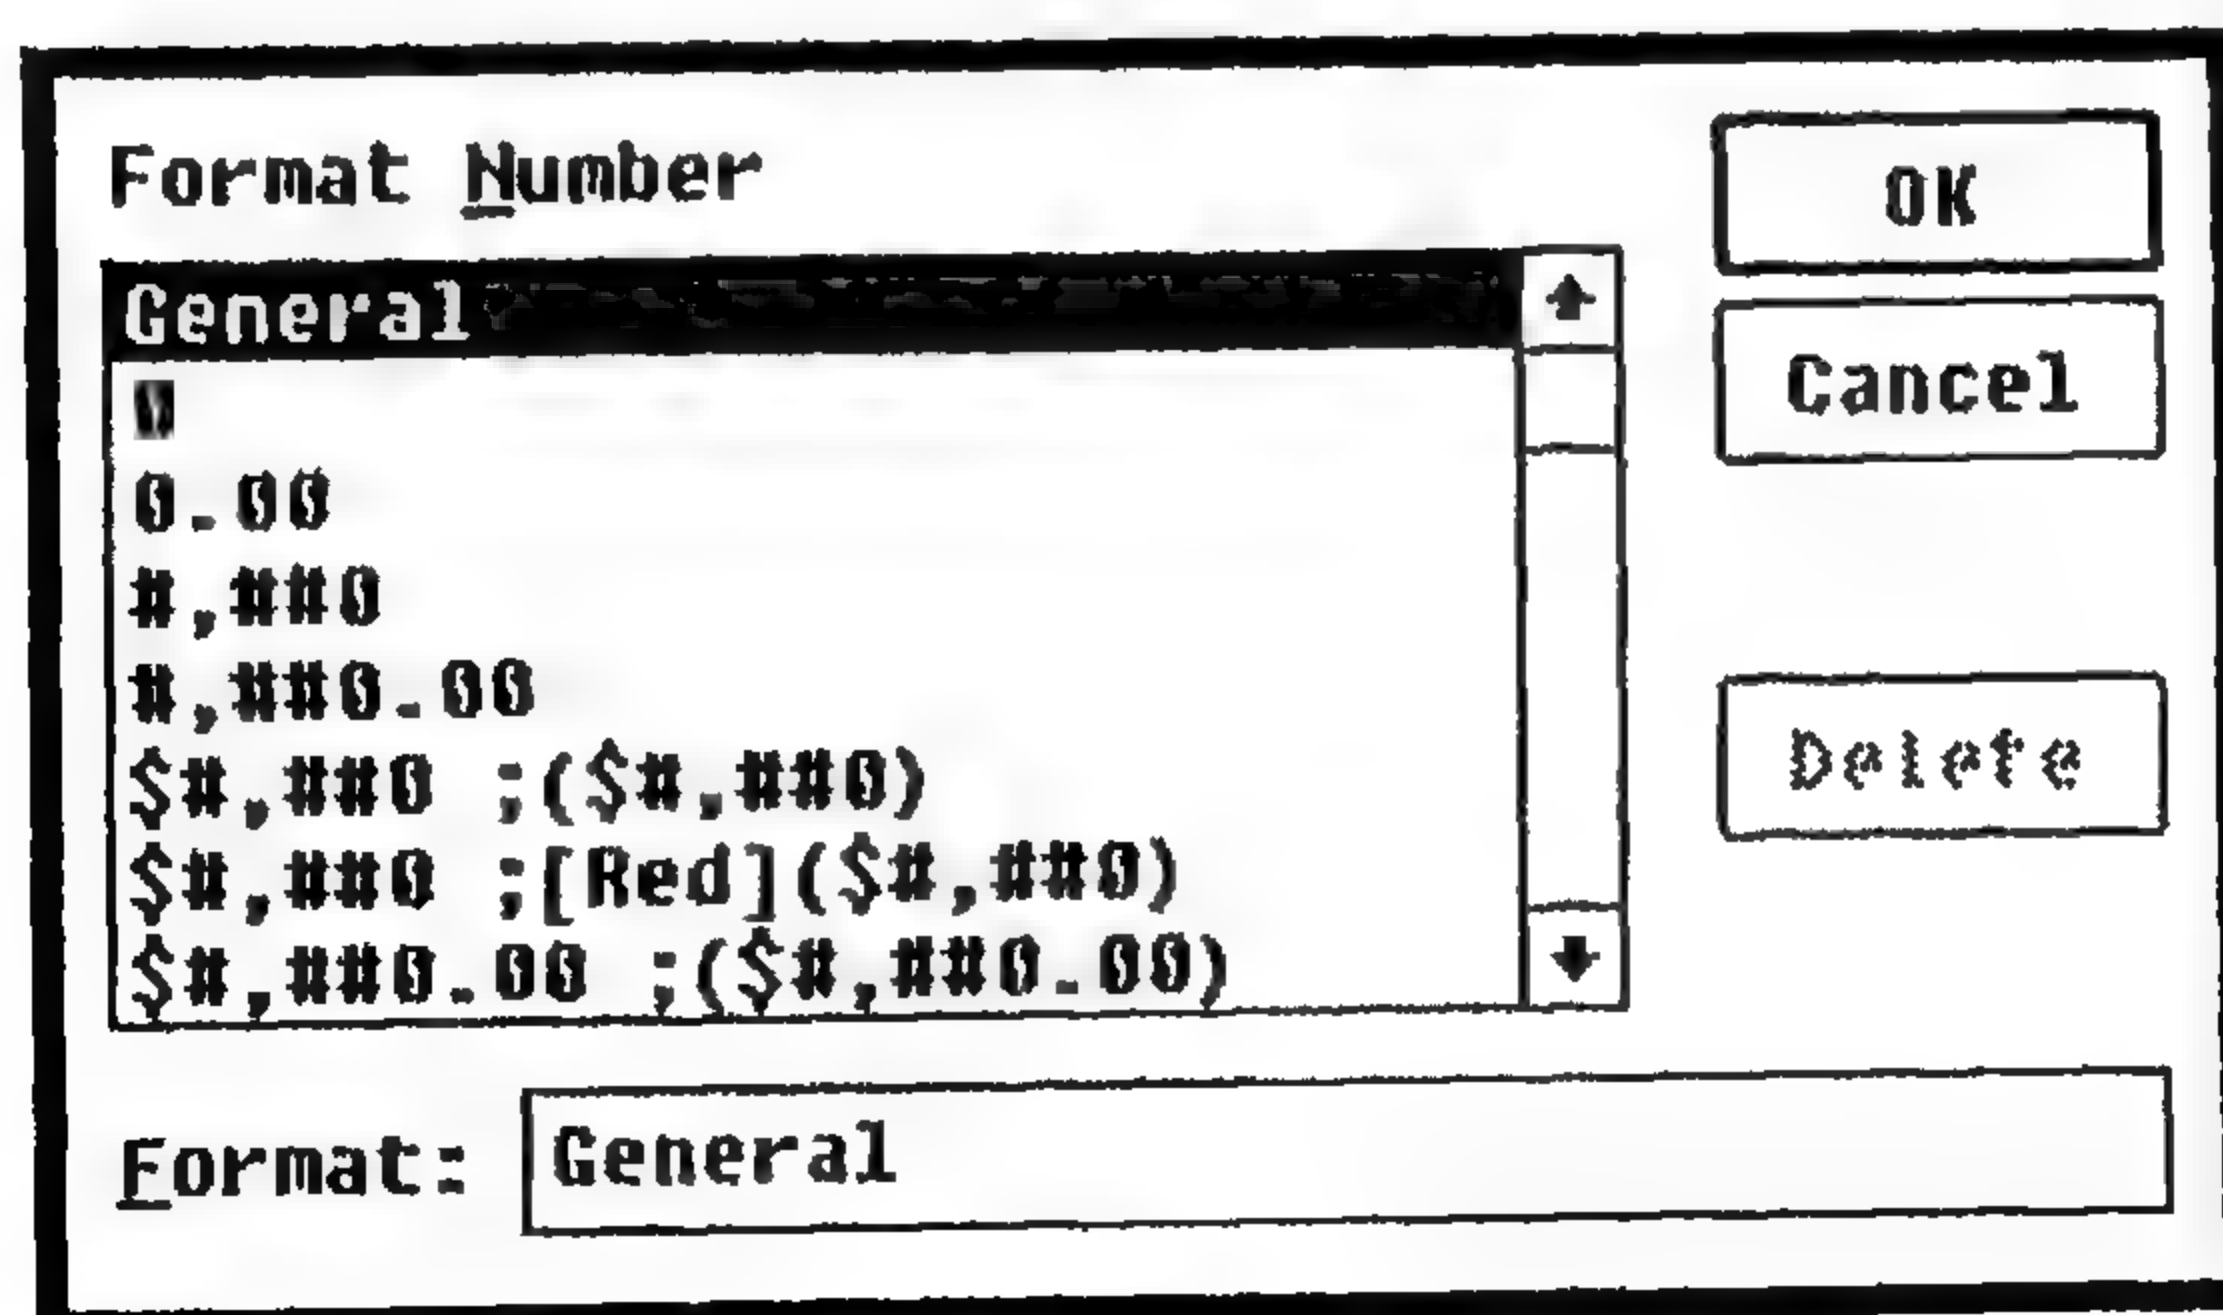 Format Number
OK
General
Cancel
0
0.00
#,##0
#,##0.00
$#,##0 ;($#,##0)
Delete
$#,##0 ;[Red]($#,##0)
$#,##0.00 ;($#,##0.00)
Format: General